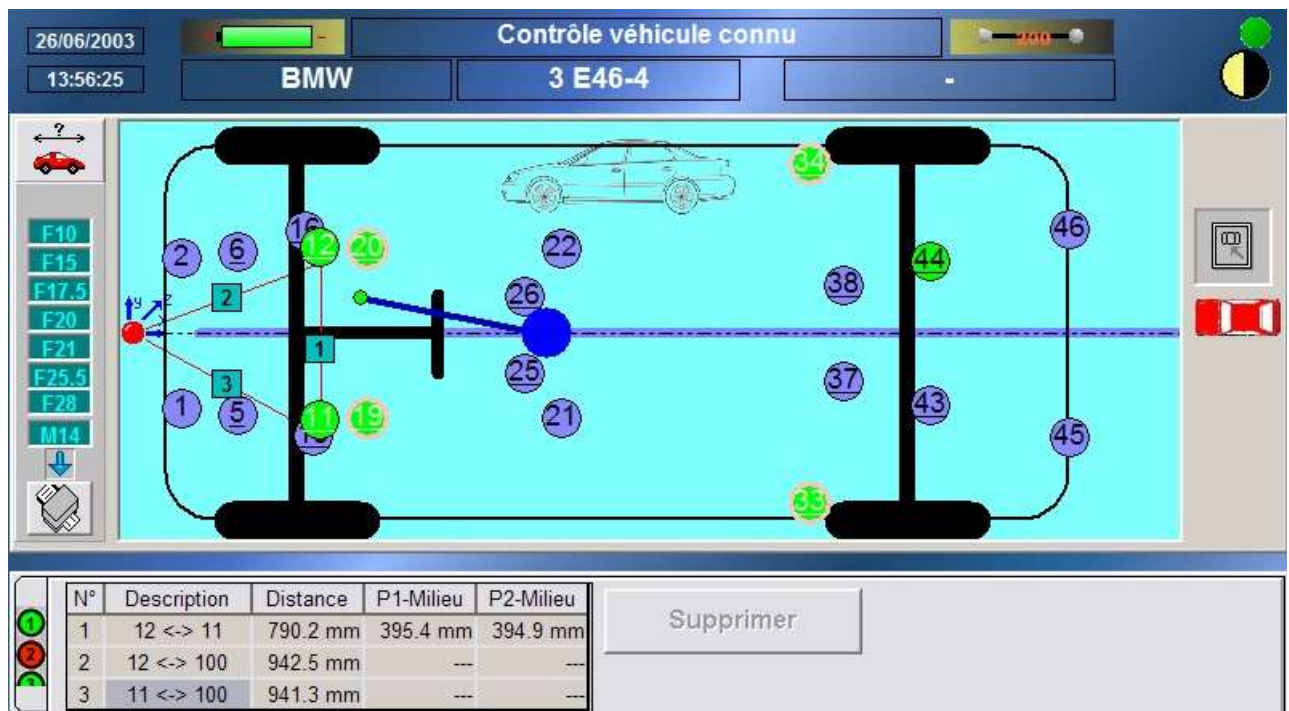 26/06/2003
Contrôle véhicule connu
200
13:56:25
BMW
3 E46-4
-
?
F10
F15
F17.5
F20
F21
F25.5
F28
M14
34
16
46
2
6
12
20
22
44
38
y
z
2
26
1
3
25
37
1
5
11
19
21
43
45
33
N° Description Distance P1-Milieu P2-Milieu
1 12 <-> 11 790.2 mm 395.4 mm 394.9 mm
2 12 <-> 100 942.5 mm --- ---
3 11 <-> 100 941.3 mm --- ---
Supprimer
1
2
3